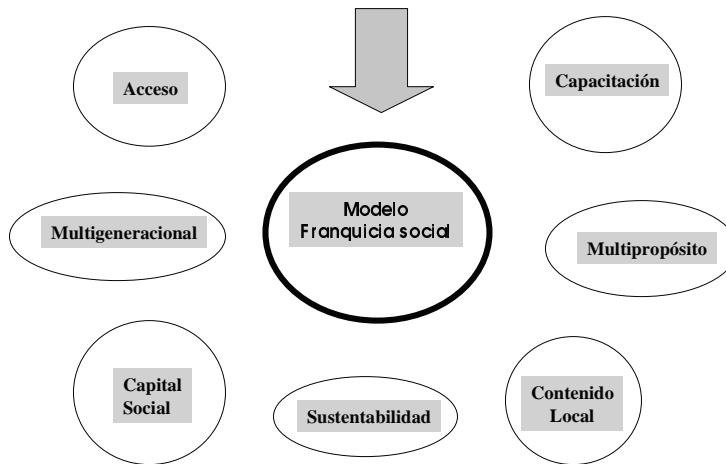 Acceso
Capacitación
Modelo
Franquicia social
Multigeneracional
Multipropósito
Capital
Social
Sustentabilidad
Contenido
Local